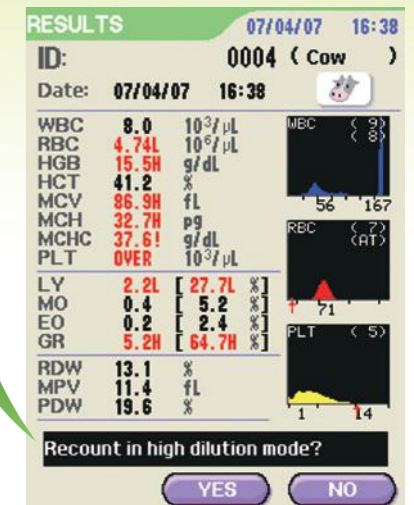 RESULTS 07/04/07 16:38
ID: 0004 ( Cow )
Date: 07/04/07 16:38
WBC 8.0 10³/µL
RBC 4.74L 10⁶/µL
HGB 15.5H g/dL
HCT 41.2 %
MCV 86.9H fL
MCH 32.7H pg
MCHC 37.6! g/dL
PLT OVER 10³/µL
LY 2.2L [ 27.7L %]
MO 0.4 [ 5.2 %]
EO 0.2 [ 2.4 %]
GR 5.2H [ 64.7H %]
RDW 13.1 %
MPV 11.4 fL
PDW 19.6 %
WBC ( 9)
( 8)
56 167
RBC ( 7)
(AT)
71
PLT ( 5)
1 14
Recount in high dilution mode?
YES NO